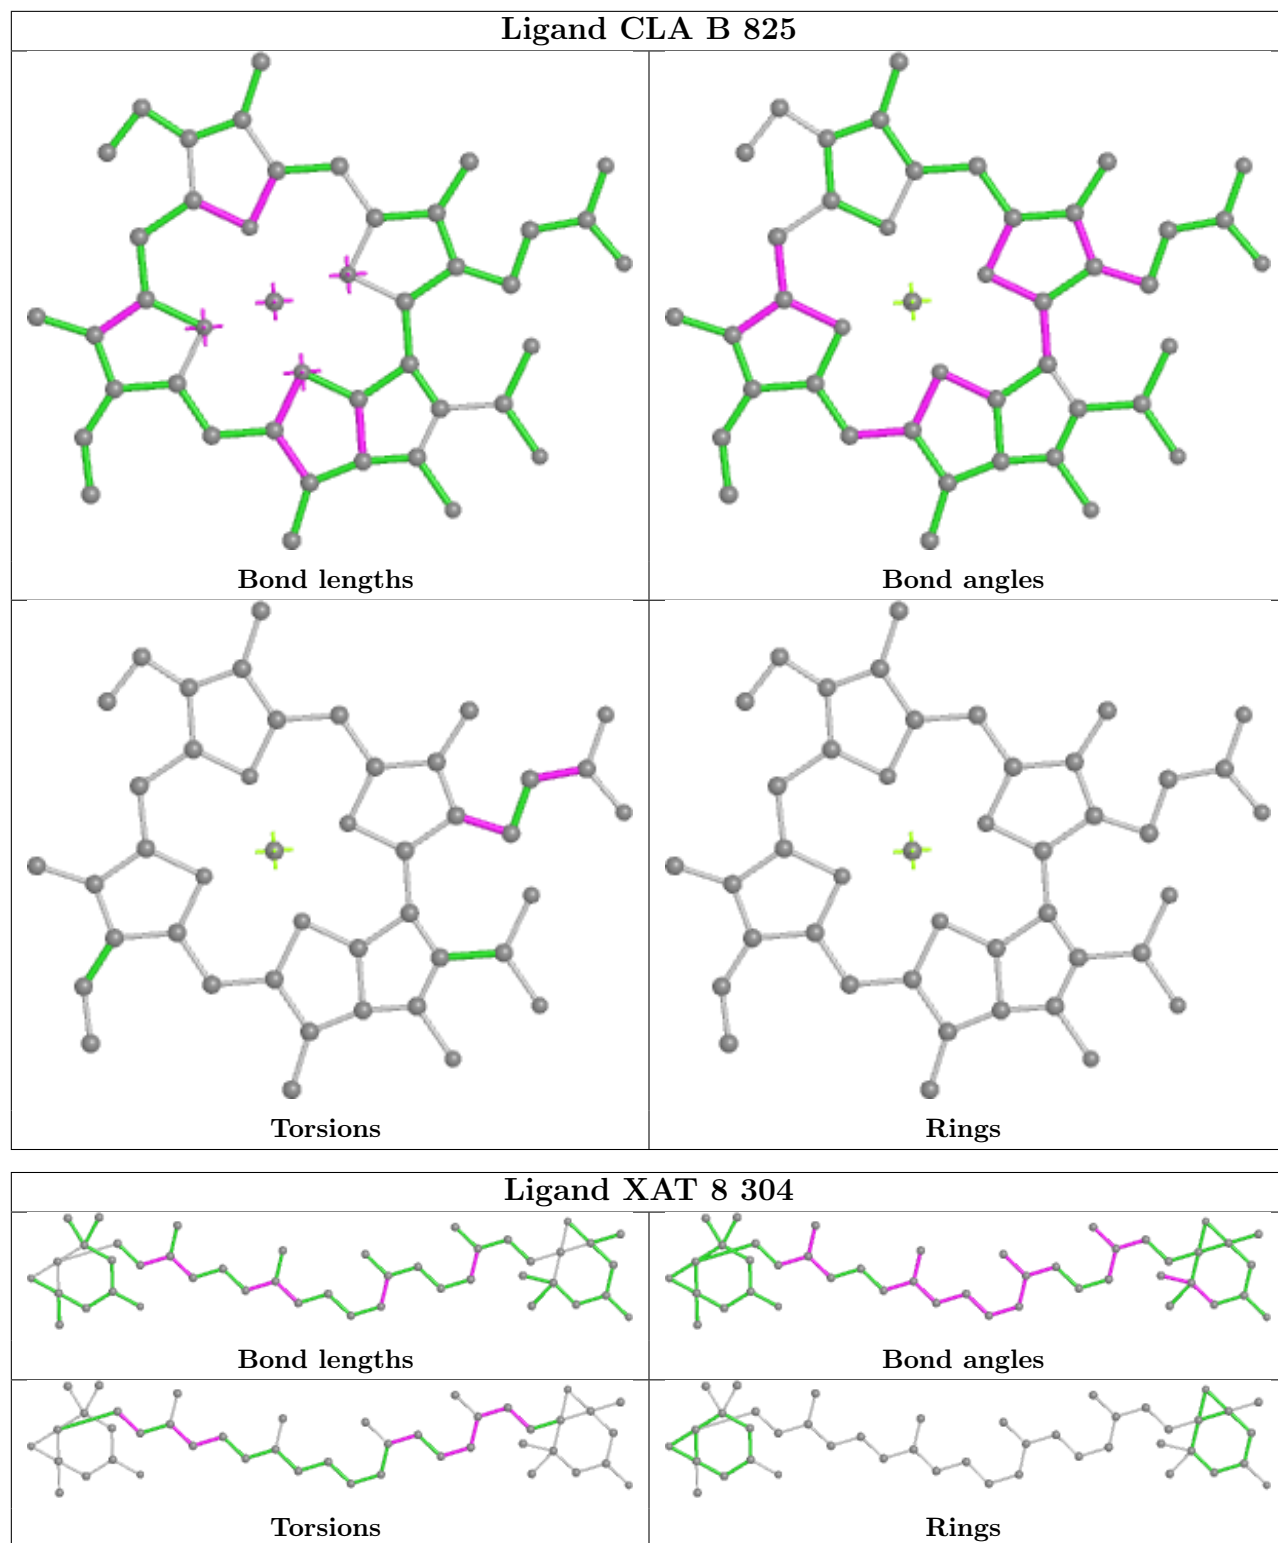 Ligand CLA B 825
Bond lengths
Bond angles
Torsions
Rings
Ligand XAT 8 304
Bond lengths
Bond angles
Torsions
Rings